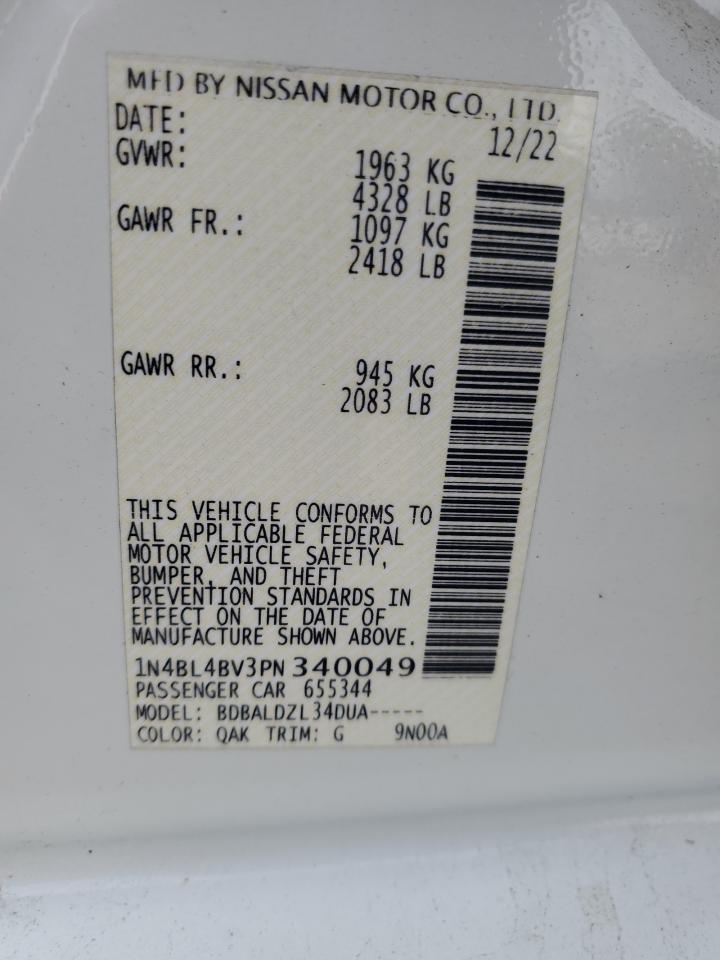 MFD BY NISSAN MOTOR CO., LTD.
DATE: 12/22
GVWR: 1963 KG
4328 LB
GAWR FR.: 1097 KG
2418 LB
GAWR RR.: 945 KG
2083 LB
THIS VEHICLE CONFORMS TO
ALL APPLICABLE FEDERAL
MOTOR VEHICLE SAFETY,
BUMPER, AND THEFT
PREVENTION STANDARDS IN
EFFECT ON THE DATE OF
MANUFACTURE SHOWN ABOVE.
1N4BL4BV3PN340049
PASSENGER CAR 655344
MODEL: BDBALDZL34DUA-----
COLOR: QAK TRIM: G 9N00A